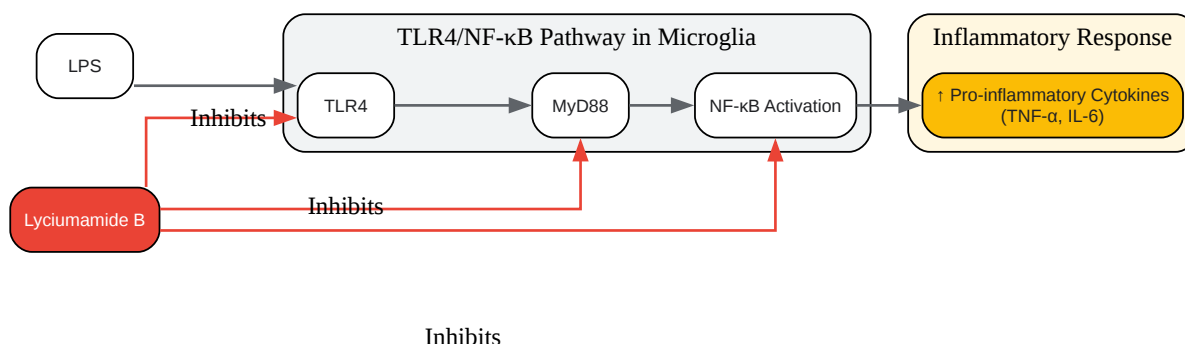 TLR4/NF-κB Pathway in Microglia
Inflammatory Response
LPS
TLR4
MyD88
NF-κB Activation
↑ Pro-inflammatory Cytokines
(TNF-α, IL-6)
Inhibits
Lyciumamide B
Inhibits
Inhibits